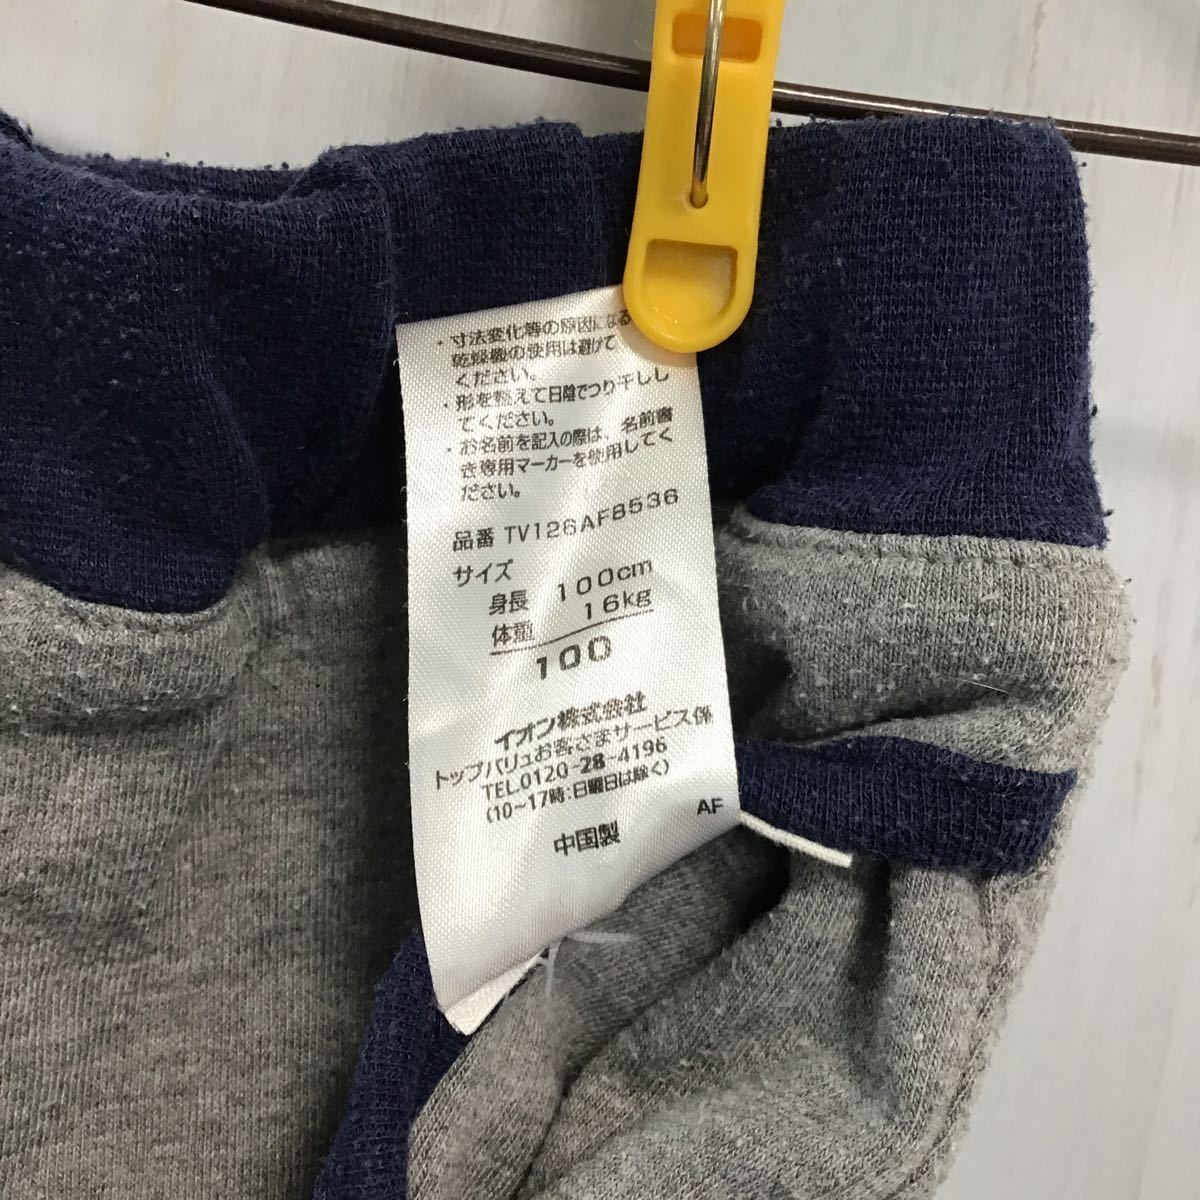 ・寸法変化等の原因になる
乾燥機の使用は避けて
ください。
・形を整えて日陰でつり干しし
てください。
・お名前を記入の際は、名前書
き専用マーカーを使用してく
ださい。
品番 TV126AFB536
サイズ
身長 100cm
体重 16kg
100
イオン株式会社
トップバリュお客さまサービス係
TEL.0120-28-4196
(10~17時:日曜日は除く)
中国製 AF